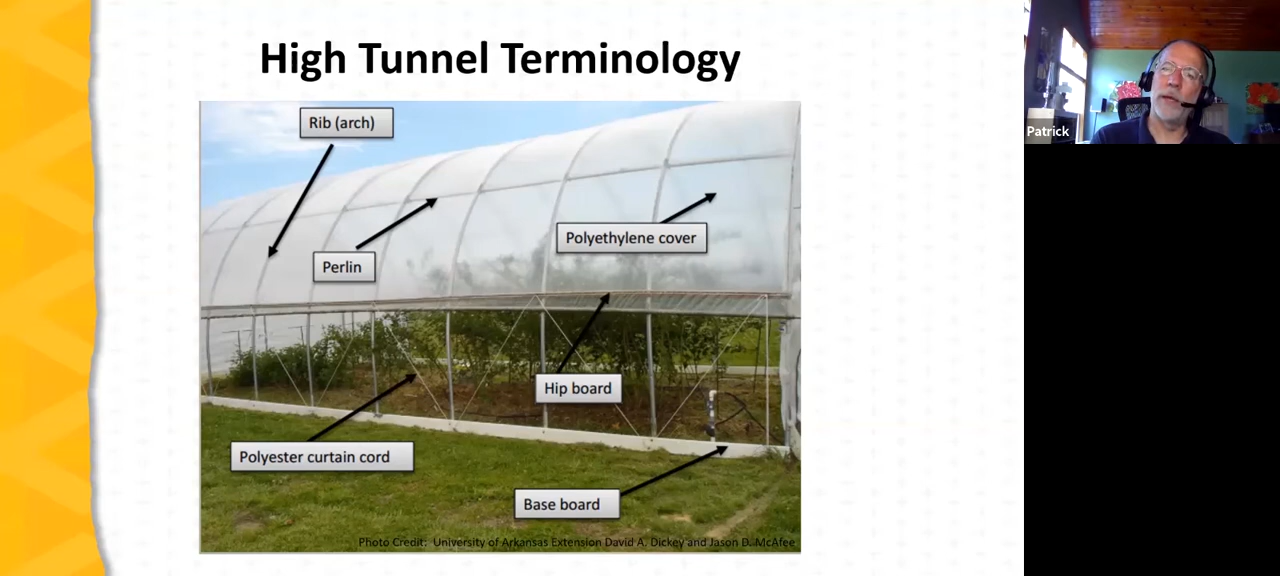 High Tunnel Terminology
Rib (arch)
Polyethylene cover
Perlin
Hip board
Polyester curtain cord
Base board
Photo Credit: University of Arkansas Extension David A. Dickey and Jason D. McAfee
Patrick